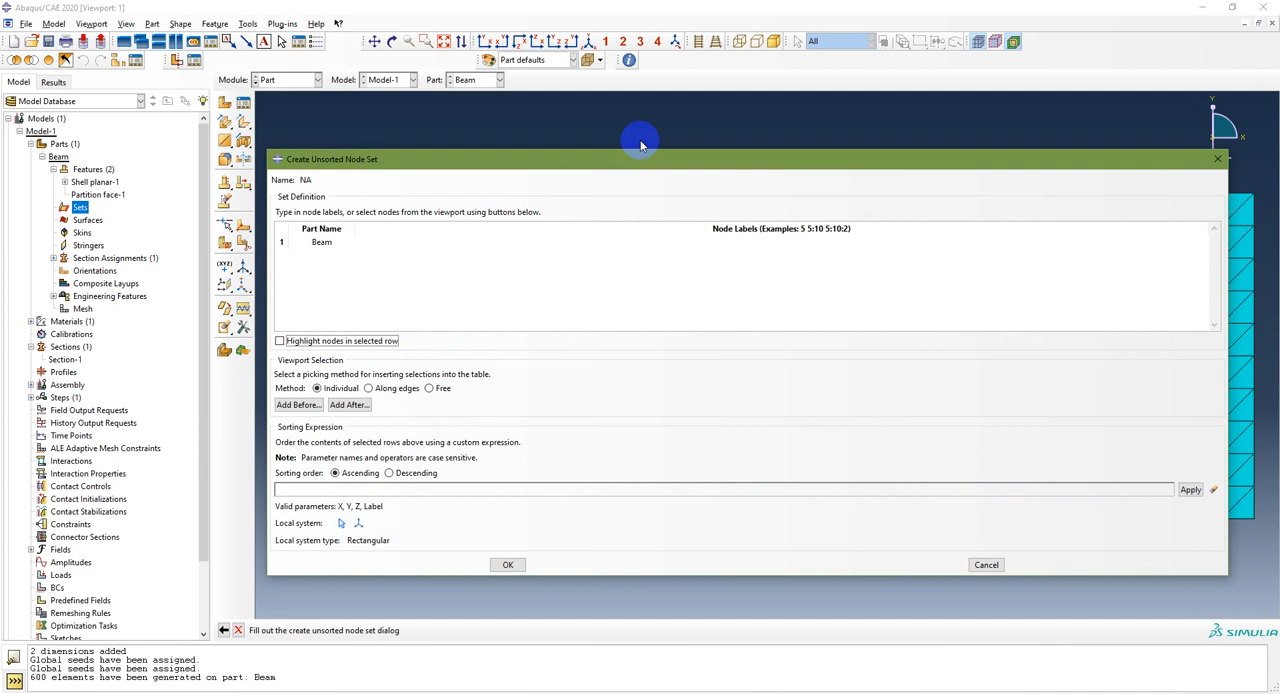 Abaqus/CAE 2020 [Viewport: 1]
File Model Viewport View Part Shape Feature Tools Plug-ins Help
All
Part defaults
Model Results
Module: Part Model: Model-1 Part: Beam
Model Database
Models (1)
Model-1
Parts (1)
Beam
Features (2)
Shell planar-1
Partition face-1
Sets
Surfaces
Skins
Stringers
Section Assignments (1)
Orientations
Composite Layups
Engineering Features
Mesh
Materials (1)
Calibrations
Sections (1)
Section-1
Profiles
Assembly
Steps (1)
Field Output Requests
History Output Requests
Time Points
ALE Adaptive Mesh Constraints
Interactions
Interaction Properties
Contact Controls
Contact Initializations
Contact Stabilizations
Constraints
Connector Sections
Fields
Amplitudes
Loads
BCs
Predefined Fields
Remeshing Rules
Optimization Tasks
Sketches
Create Unsorted Node Set
Name: NA
Set Definition
Type in node labels, or select nodes from the viewport using buttons below.
Part Name Node Labels (Examples: 5 5:10 5:10:2)
1 Beam
Highlight nodes in selected row
Viewport Selection
Select a picking method for inserting selections into the table.
Method: Individual Along edges Free
Add Before... Add After...
Sorting Expression
Order the contents of selected rows above using a custom expression.
Note: Parameter names and operators are case sensitive.
Sorting order: Ascending Descending
Apply
Valid parameters: X, Y, Z, Label
Local system:
Local system type: Rectangular
OK Cancel
Fill out the create unsorted node set dialog
SIMULIA
2 dimensions added
Global seeds have been assigned.
Global seeds have been assigned.
600 elements have been generated on part: Beam